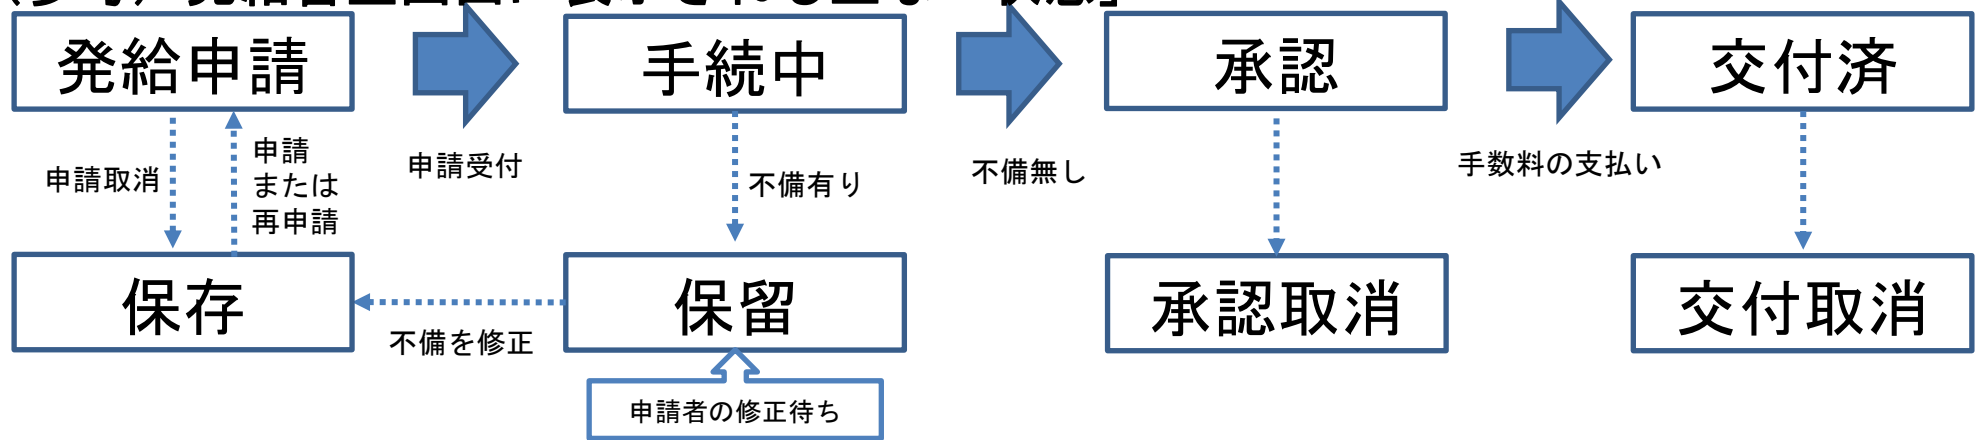 発給申請
手続中
承認
交付済
申請取消
申請
または
再申請
申請受付
不備有り
不備無し
手数料の支払い
保存
不備を修正
保留
承認取消
交付取消
申請者の修正待ち